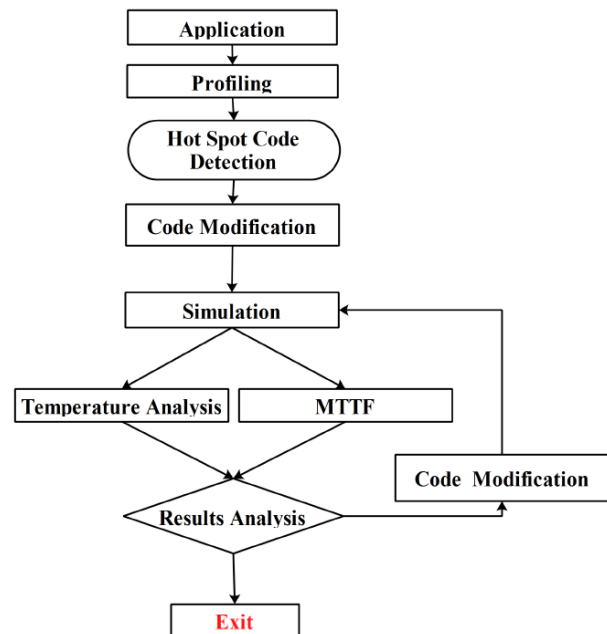 Application
Profiling
Hot Spot Code
Detection
Code Modification
Simulation
Temperature Analysis
MTTF
Code Modification
Results Analysis
Exit